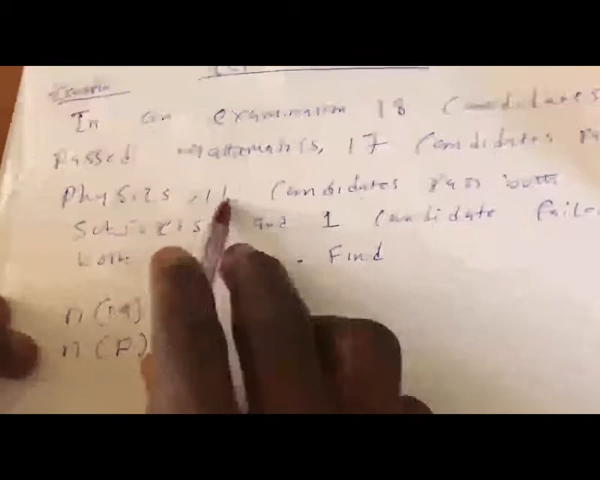 Example
In an examination 18 Candidates
passed mathematics, 17 Candidates
Physics, 11 Candidates pass both
and 1 Candidate failed
both . Find
n (M)
n (P)